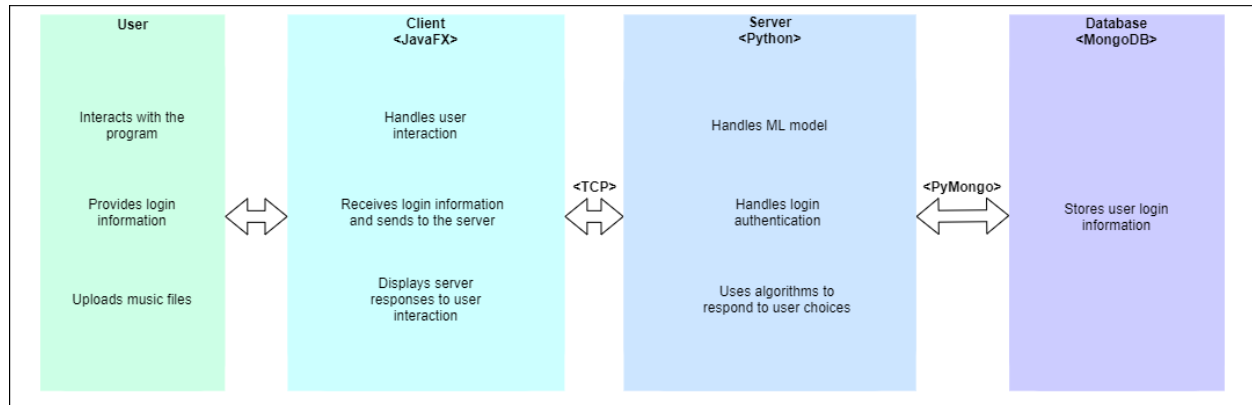 User
Interacts with the
program
Provides login
information
Uploads music files
Client
<JavaFX>
Handles user
interaction
Receives login information
and sends to the server
Displays server
responses to user
interaction
<TCP>
Server
<Python>
Handles ML model
Handles login
authentication
Uses algorithms to
respond to user choices
<PyMongo>
Database
<MongoDB>
Stores user login
information